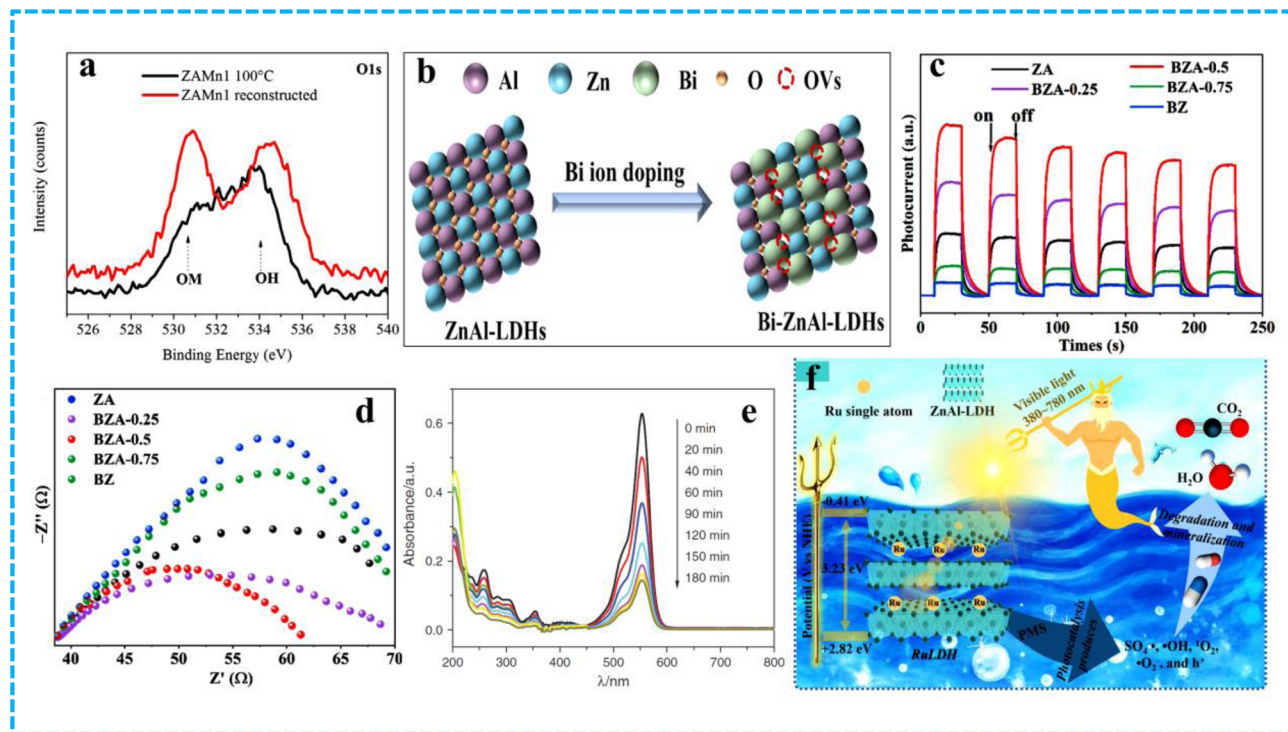 a
ZAMn1 100°C
ZAMn1 reconstructed
O1s
OM
OH
Intensity (counts)
526 528 530 532 534 536 538 540
Binding Energy (eV)
b
Al Zn Bi O OVs
Bi ion doping
ZnAl-LDHs
Bi-ZnAl-LDHs
c
ZA
BZA-0.25
BZA-0.5
BZA-0.75
BZ
on off
Photocurrent (a.u.)
0 50 100 150 200 250
Times (s)
d
ZA
BZA-0.25
BZA-0.5
BZA-0.75
BZ
−Z'' (Ω)
40 45 50 55 60 65 70
Z' (Ω)
e
0 min
20 min
40 min
60 min
90 min
120 min
150 min
180 min
Absorbance/a.u.
0.6
0.4
0.2
0.0
200 300 400 500 600 700 800
λ/nm
f
Ru single atom
ZnAl-LDH
Visible light
380~780 nm
CO2
H2O
Degradation and
mineralization
Potential (V vs NHE)
-0.41 eV
3.23 eV
+2.82 eV
Ru Ru Ru
Ru Ru Ru
RuLDH
PMS
Photocatalysis
produces
SO4·-, •OH, ¹O2,
•O2-, and h+